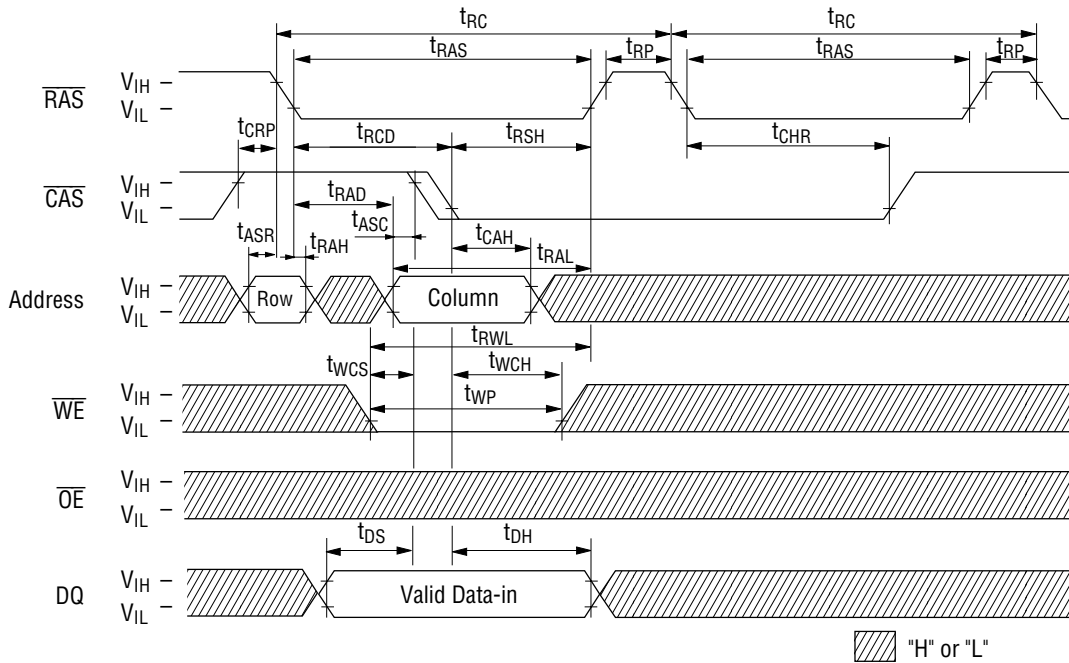 tRC tRC
tRAS tRP tRAS tRP
RAS VIH VIL
tCRP tRCD tRSH tCHR
CAS VIH VIL
tRAD
tASR tRAH tASC tCAH tRAL
Address VIH VIL Row Column
tRWL
tWCS tWCH
tWP
WE VIH VIL
OE VIH VIL
tDS tDH
DQ VIH VIL Valid Data-in
"H" or "L"